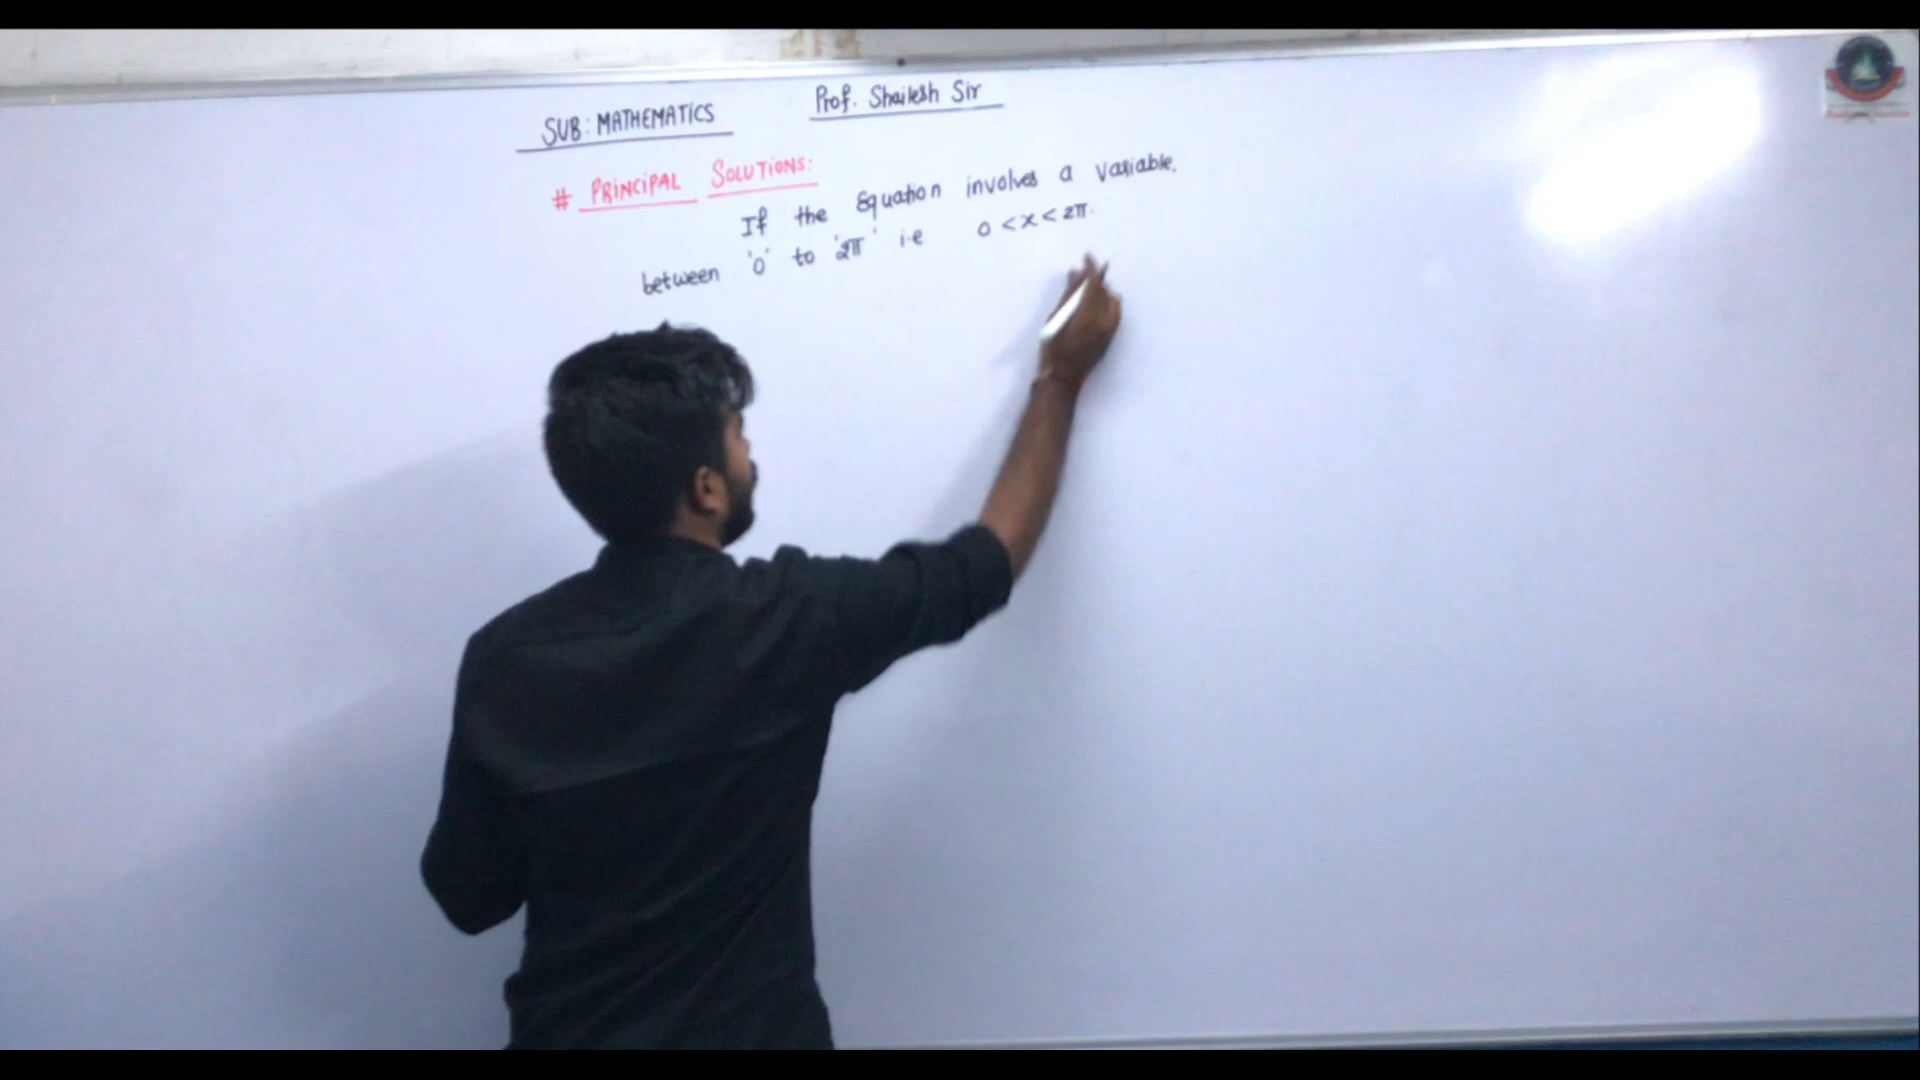 SUB: MATHEMATICS Prof. Shailesh Sir
# PRINCIPAL SOLUTIONS:
If the Equation involves a variable.
between '0' to '2π' i.e 0 < x < 2π.